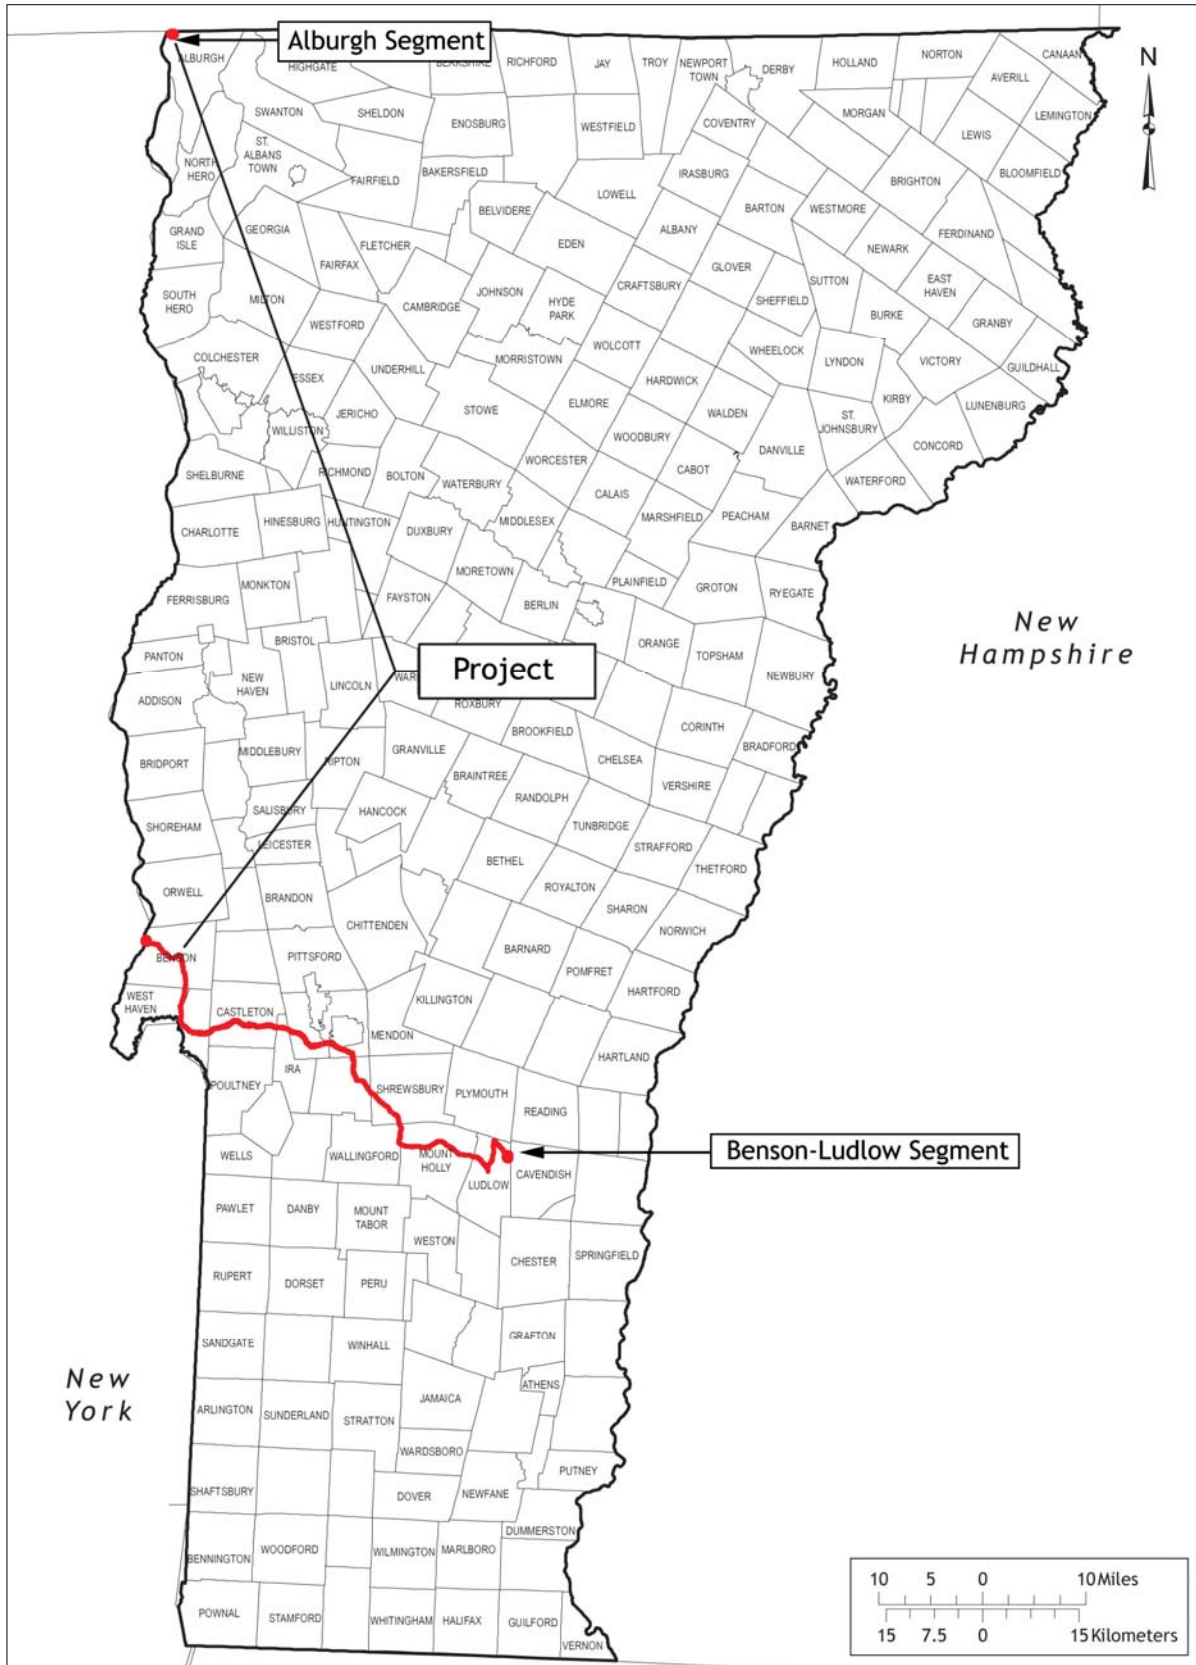 Alburgh Segment
ALBURGH
HIGHGATE
BERKSHIRE
RICHFORD
JAY
TROY
NEWPORT
TOWN
DERBY
HOLLAND
NORTON
CANAAN
AVERILL
LEMINGTON
N
SWANTON
SHELDON
ENOSBURG
WESTFIELD
COVENTRY
MORGAN
LEWIS
BLOOMFIELD
ST.
ALBANS
TOWN
NORTH
HERO
FAIRFIELD
BAKERSFIELD
LOWELL
IRASBURG
BRIGHTON
BELVIDERE
BARTON
WESTMORE
FERDINAND
GRAND
ISLE
GEORGIA
FLETCHER
EDEN
ALBANY
NEWARK
FAIRFAX
GLOVER
SUTTON
EAST
HAVEN
SOUTH
HERO
MILTON
CAMBRIDGE
JOHNSON
HYDE
PARK
CRAFTSBURY
SHEFFIELD
BURKE
GRANBY
WESTFORD
WOLCOTT
WHEELOCK
LYNDON
VICTORY
GUILDHALL
COLCHESTER
ESSEX
UNDERHILL
MORRISTOWN
HARDWICK
KIRBY
LUNENBURG
JERICHO
STOWE
ELMORE
WALDEN
ST.
JOHNSBURY
WILLISTON
WOODBURY
DANVILLE
CONCORD
SHELBURNE
RICHMOND
BOLTON
WATERBURY
WORCESTER
CABOT
WATERFORD
CALAIS
CHARLOTTE
HINESBURG
HUNTINGTON
DUXBURY
MIDDLESEX
MARSHFIELD
PEACHAM
BARNET
MORETOWN
PLAINFIELD
GROTON
RYEGATE
FERRISBURG
MONKTON
FAYSTON
BERLIN
New
Hampshire
PANTON
BRISTOL
ORANGE
TOPSHAM
NEWBURY
Project
ADDISON
NEW
HAVEN
LINCOLN
WAR
ROXBURY
BROOKFIELD
CORINTH
BRADFORD
BRIDPORT
MIDDLEBURY
RIPTON
GRANVILLE
CHELSEA
BRAINTREE
VERSHIRE
RANDOLPH
SHOREHAM
SALISBURY
HANCOCK
TUNBRIDGE
STRAFFORD
LEICESTER
BETHEL
THETFORD
ORWELL
BRANDON
ROYALTON
SHARON
CHITTENDEN
NORWICH
BENSON
PITTSFORD
BARNARD
POMFRET
WEST
HAVEN
CASTLETON
KILLINGTON
HARTFORD
MENDON
HARTLAND
IRA
POULTNEY
SHREWSBURY
PLYMOUTH
READING
Benson-Ludlow Segment
WELLS
WALLINGFORD
MOUNT
HOLLY
LUDLOW
CAVENDISH
PAWLET
DANBY
MOUNT
TABOR
WESTON
CHESTER
SPRINGFIELD
RUPERT
DORSET
PERU
SANDGATE
WINHALL
GRAFTON
New
York
JAMAICA
ATHENS
ARLINGTON
SUNDERLAND
STRATTON
WARDSBORO
PUTNEY
SHAFTSBURY
DOVER
NEWFANE
DUMMERSTON
BENNINGTON
WOODFORD
WILMINGTON
MARLBORO
POWNAL
STAMFORD
WHITINGHAM
HALIFAX
GUILFORD
VERNON
10 5 0 10 Miles
15 7.5 0 15 Kilometers